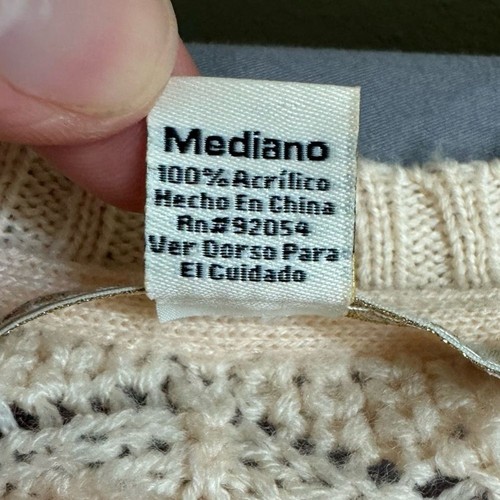 Mediano
100% Acrílico
Hecho En China
Rn#92054
Ver Dorso Para
El Cuidado